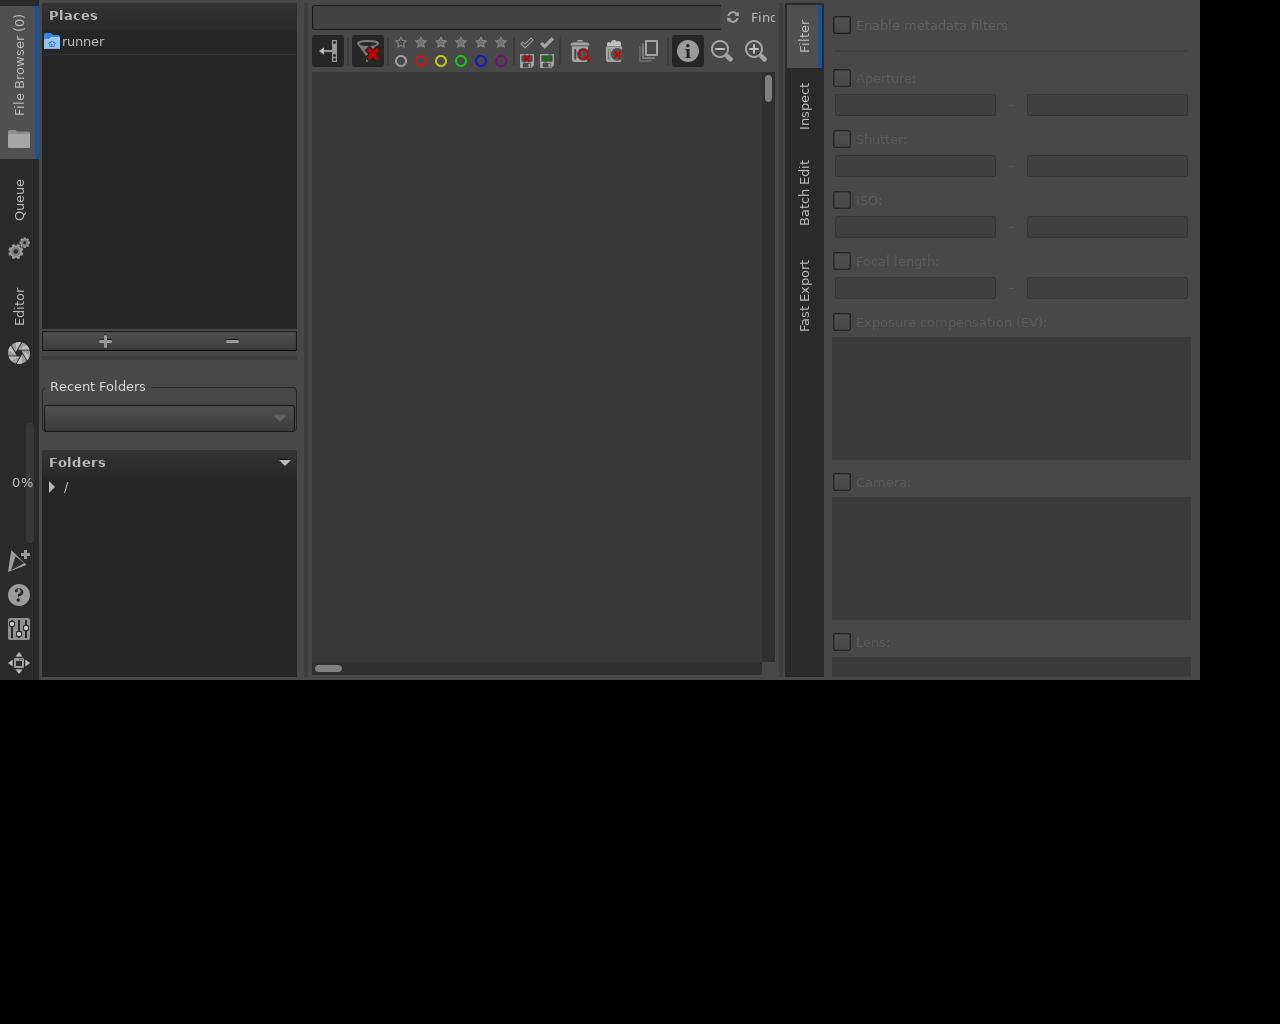 File Browser (0)
Queue
Editor
0%
Places
runner
Recent Folders
Folders
/
Find
Filter
Inspect
Batch Edit
Fast Export
Enable metadata filters
Aperture:
-
Shutter:
-
ISO:
-
Focal length:
-
Exposure compensation (EV):
Camera:
Lens: